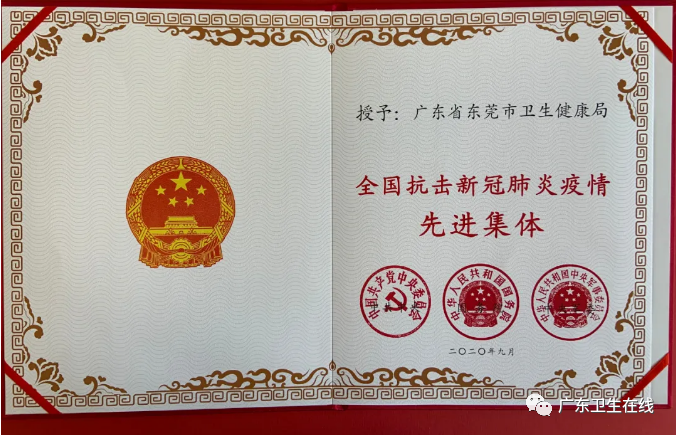 授予：广东省东莞市卫生健康局
全国抗击新冠肺炎疫情
先进集体
中国共产党中央委员会
中华人民共和国国务院
中华人民共和国中央军事委员会
二〇二〇年九月
广东卫生在线